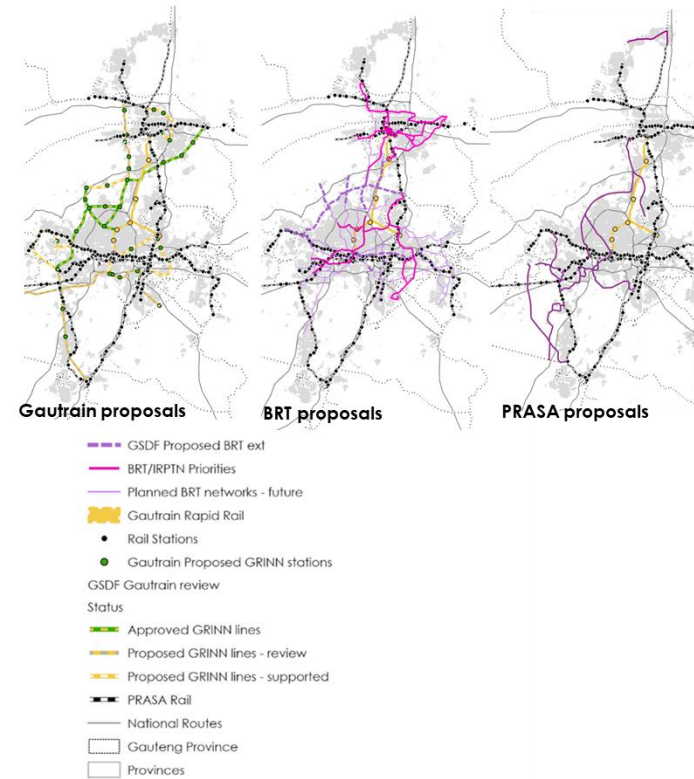 Gautrain proposals
BRT proposals
PRASA proposals
GSDF Proposed BRT ext
BRT/IRPTN Priorities
Planned BRT networks - future
Gautrain Rapid Rail
Rail Stations
Gautrain Proposed GRINN stations
GSDF Gautrain review
Status
Approved GRINN lines
Proposed GRINN lines - review
Proposed GRINN lines - supported
PRASA Rail
National Routes
Gauteng Province
Provinces